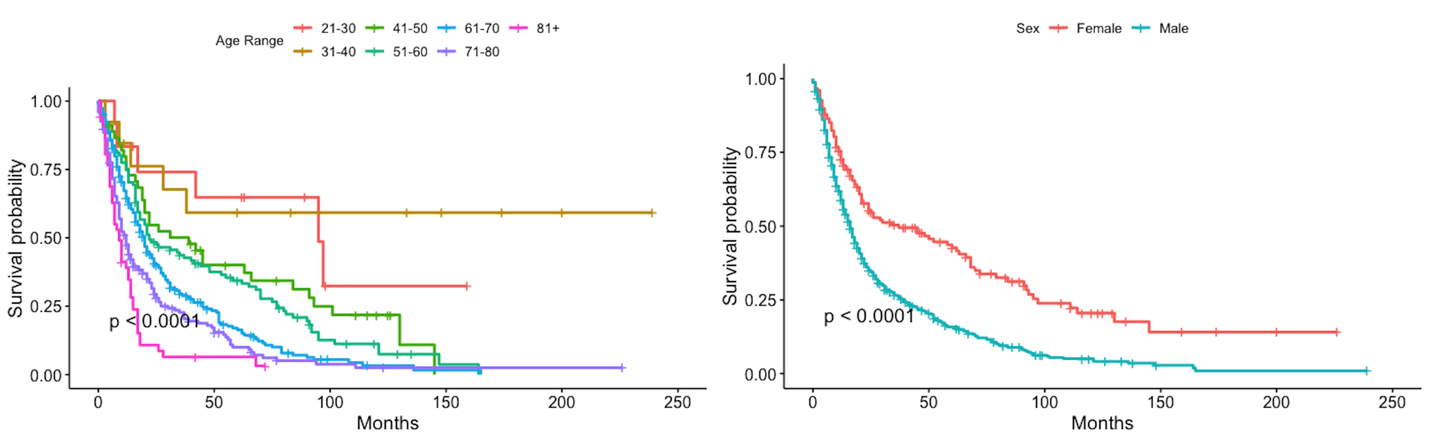 Age Range 21-30 41-50 61-70 81+
31-40 51-60 71-80
Survival probability
1.00
0.75
0.50
0.25
0.00
p < 0.0001
0 50 100 150 200 250
Months
Sex Female Male
Survival probability
1.00
0.75
0.50
0.25
0.00
p < 0.0001
0 50 100 150 200 250
Months